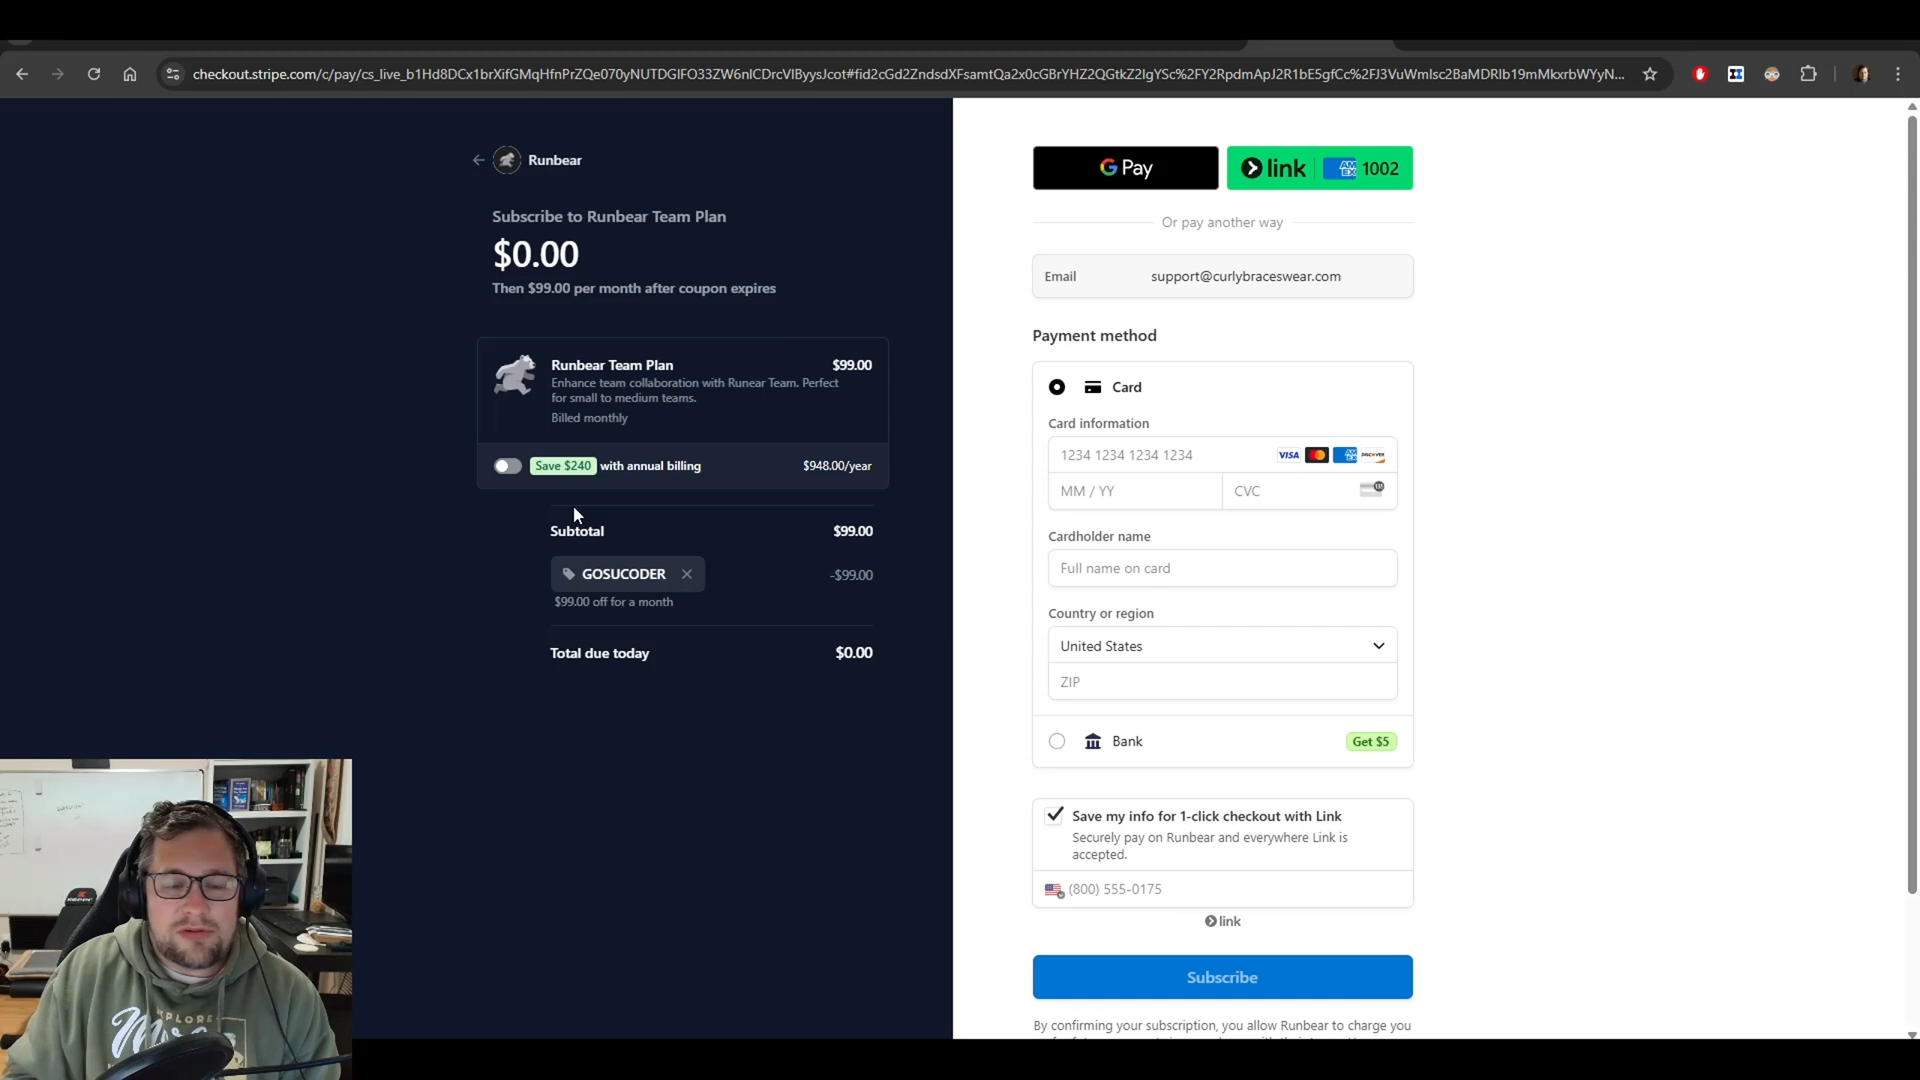 checkout.stripe.com/c/pay/cs_live_b1Hd8DCx1brXifGMqHfnPrZQe070yNUTDGlFO33ZW6nlCDrcVIByysJcot#fid2cGd2ZndsdXFsamtQa2x0cGBrYHZ2QGtkZ2lgYSc%2FY2RpdmApJ2R1bE5gfCc%2FJ3VuWmlsc2BaMDRIb19mMkxrbWYyN...
Runbear
Subscribe to Runbear Team Plan
$0.00
Then $99.00 per month after coupon expires
Runbear Team Plan $99.00
Enhance team collaboration with Runear Team. Perfect
for small to medium teams.
Billed monthly
Save $240 with annual billing $948.00/year
Subtotal $99.00
GOSUCODER -$99.00
$99.00 off for a month
Total due today $0.00
G Pay
link AMEX 1002
Or pay another way
Email support@curlybraceswear.com
Payment method
Card
Card information
1234 1234 1234 1234 VISA AMEX DISCOVER
MM / YY CVC
Cardholder name
Full name on card
Country or region
United States
ZIP
Bank Get $5
Save my info for 1-click checkout with Link
Securely pay on Runbear and everywhere Link is
accepted.
(800) 555-0175
link
Subscribe
By confirming your subscription, you allow Runbear to charge you
EXPLORE